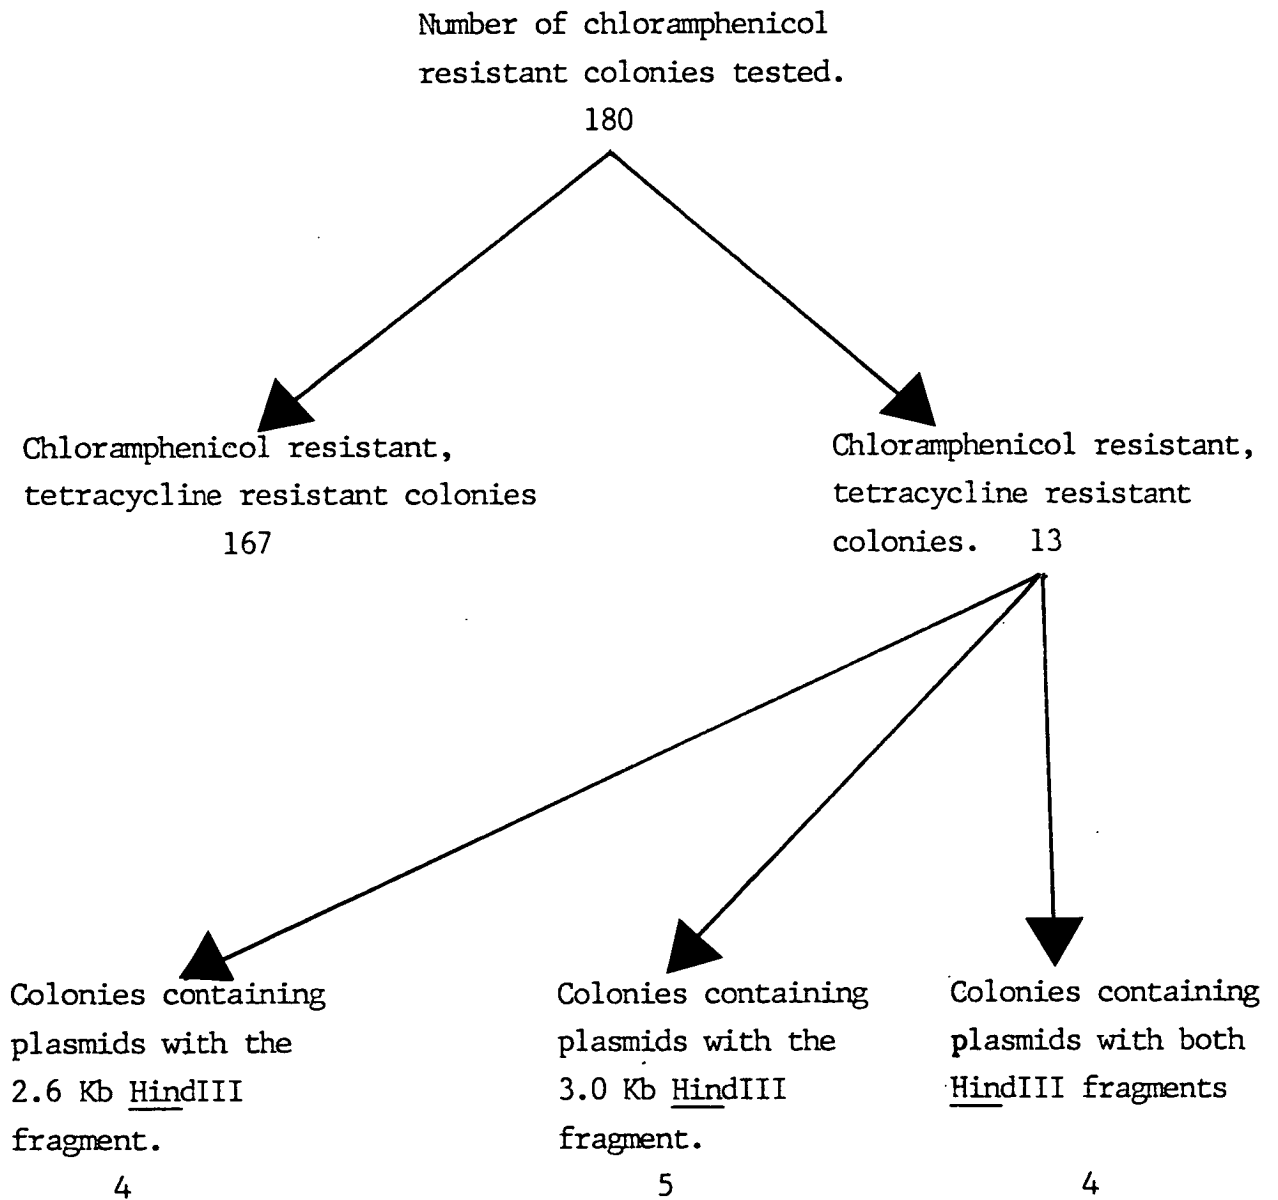 Number of chloramphenicol
resistant colonies tested.
180
Chloramphenicol resistant,
tetracycline resistant colonies
167
Chloramphenicol resistant,
tetracycline resistant
colonies. 13
Colonies containing
plasmids with the
2.6 Kb HindIII
fragment.
4
Colonies containing
plasmids with the
3.0 Kb HindIII
fragment.
5
Colonies containing
plasmids with both
HindIII fragments
4